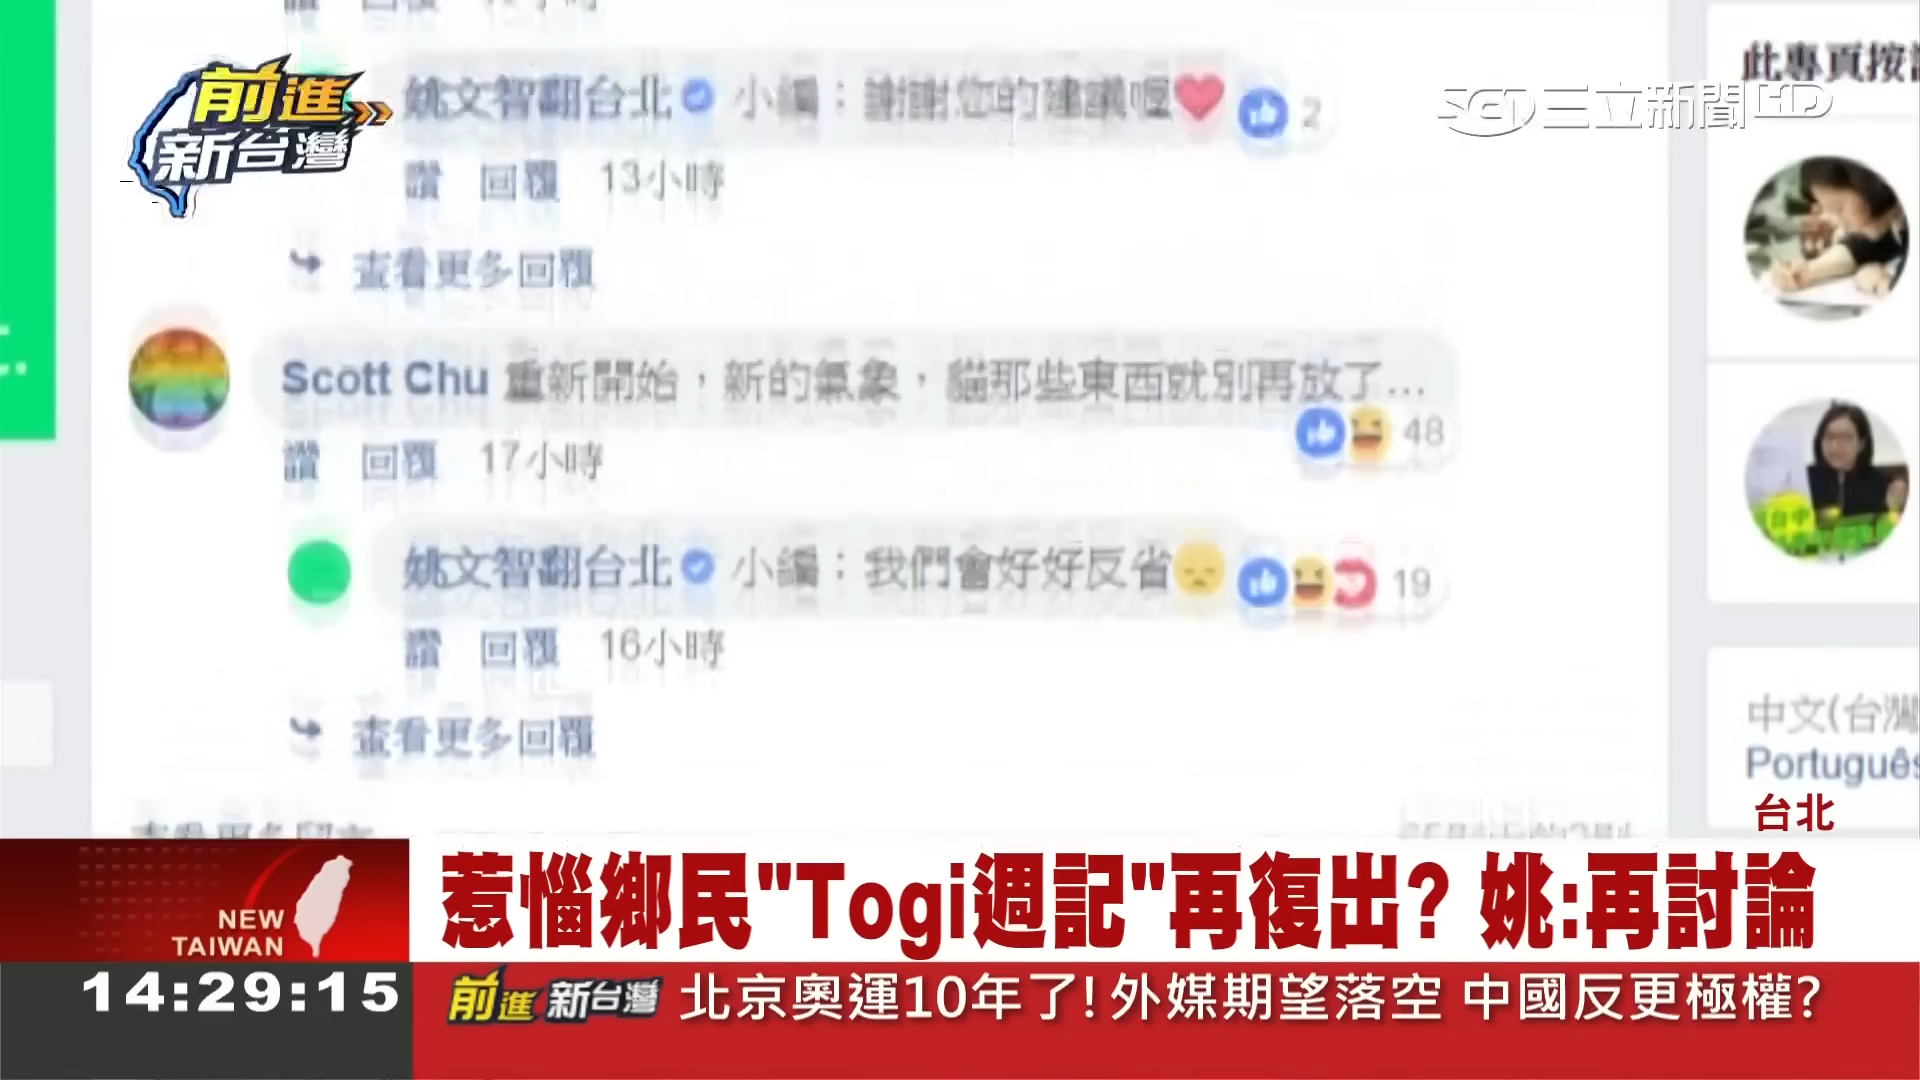 前進
新台灣
SET三立新聞HD
此專頁按
姚文智翻台北 小編：謝謝您的建議喔 2
讚 回覆 13小時
查看更多回覆
Scott Chu 重新開始，新的氣象，貓那些東西就別再放了...
48
讚 回覆 17小時
姚文智翻台北 小編：我們會好好反省 19
讚 回覆 16小時
查看更多回覆
台中
中文(台灣
Português
台北
NEW
TAIWAN
惹惱鄉民"Togi週記"再復出? 姚:再討論
14:29:15
前進新台灣 北京奧運10年了!外媒期望落空 中國反更極權?